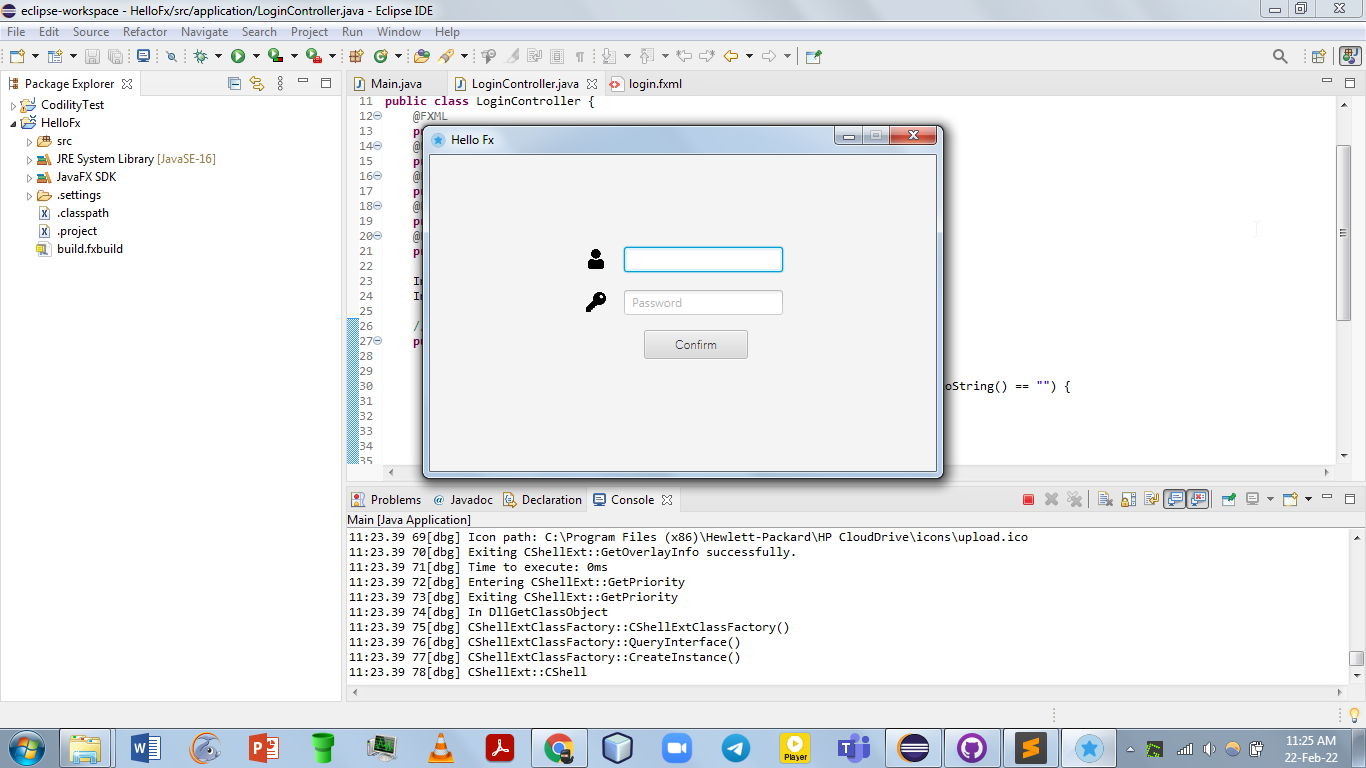 eclipse-workspace - HelloFx/src/application/LoginController.java - Eclipse IDE
File Edit Source Refactor Navigate Search Project Run Window Help
Package Explorer
CodilityTest
HelloFx
src
JRE System Library [JavaSE-16]
JavaFX SDK
.settings
.classpath
.project
build.fxbuild
Main.java LoginController.java login.fxml
11 public class LoginController {
12 @FXML
13
14
15
16
17
18
19
20
21
22
23
24
25
26
27
28
29
30 oString() == "") {
31
32
33
34
35
Hello Fx
Password
Confirm
Problems @ Javadoc Declaration Console
Main [Java Application]
11:23.39 69[dbg] Icon path: C:\Program Files (x86)\Hewlett-Packard\HP CloudDrive\icons\upload.ico
11:23.39 70[dbg] Exiting CShellExt::GetOverlayInfo successfully.
11:23.39 71[dbg] Time to execute: 0ms
11:23.39 72[dbg] Entering CShellExt::GetPriority
11:23.39 73[dbg] Exiting CShellExt::GetPriority
11:23.39 74[dbg] In DllGetClassObject
11:23.39 75[dbg] CShellExtClassFactory::CShellExtClassFactory()
11:23.39 76[dbg] CShellExtClassFactory::QueryInterface()
11:23.39 77[dbg] CShellExtClassFactory::CreateInstance()
11:23.39 78[dbg] CShellExt::CShell
Player
11:25 AM
22-Feb-22